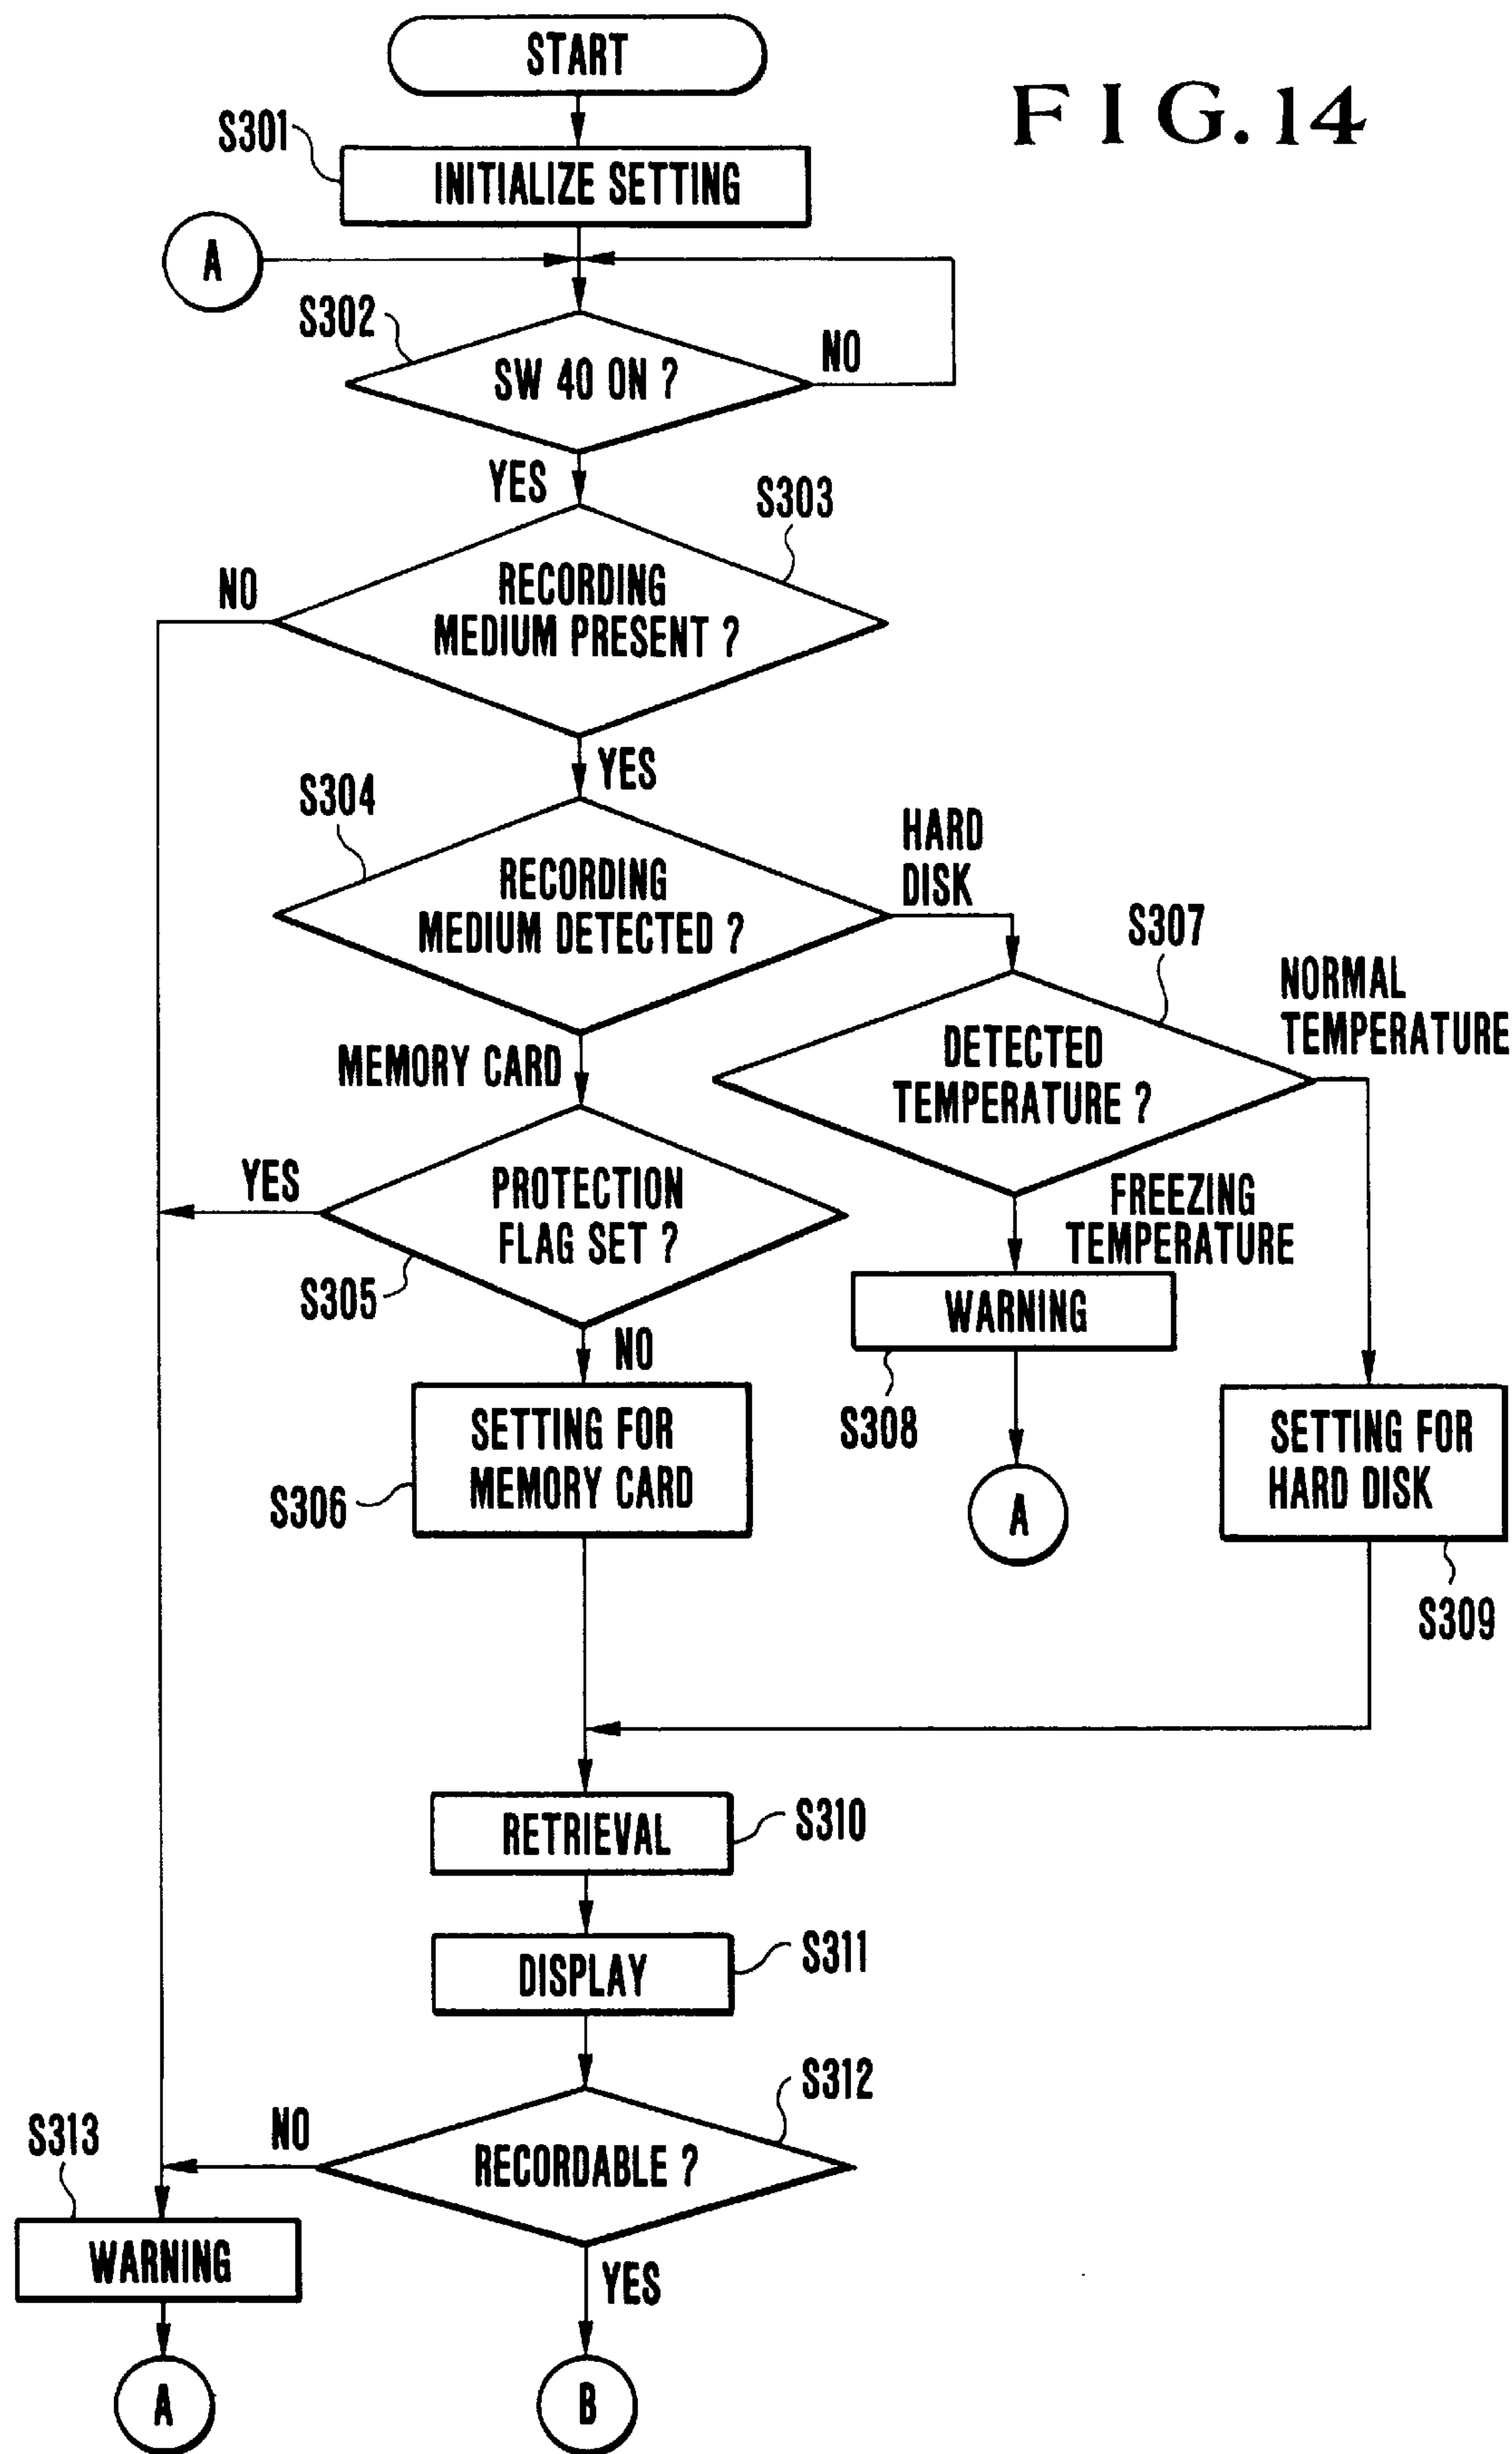 START
FIG.14
S301
INITIALIZE SETTING
A
S302
SW 40 ON ?
NO
YES
S303
NO
RECORDING
MEDIUM PRESENT ?
YES
S304
HARD
DISK
RECORDING
MEDIUM DETECTED ?
S307
NORMAL
TEMPERATURE
MEMORY CARD
DETECTED
TEMPERATURE ?
YES
PROTECTION
FLAG SET ?
FREEZING
TEMPERATURE
S305
WARNING
NO
S308
SETTING FOR
MEMORY CARD
SETTING FOR
HARD DISK
S306
A
S309
RETRIEVAL
S310
DISPLAY
S311
S312
S313
NO
RECORDABLE ?
WARNING
YES
A
B